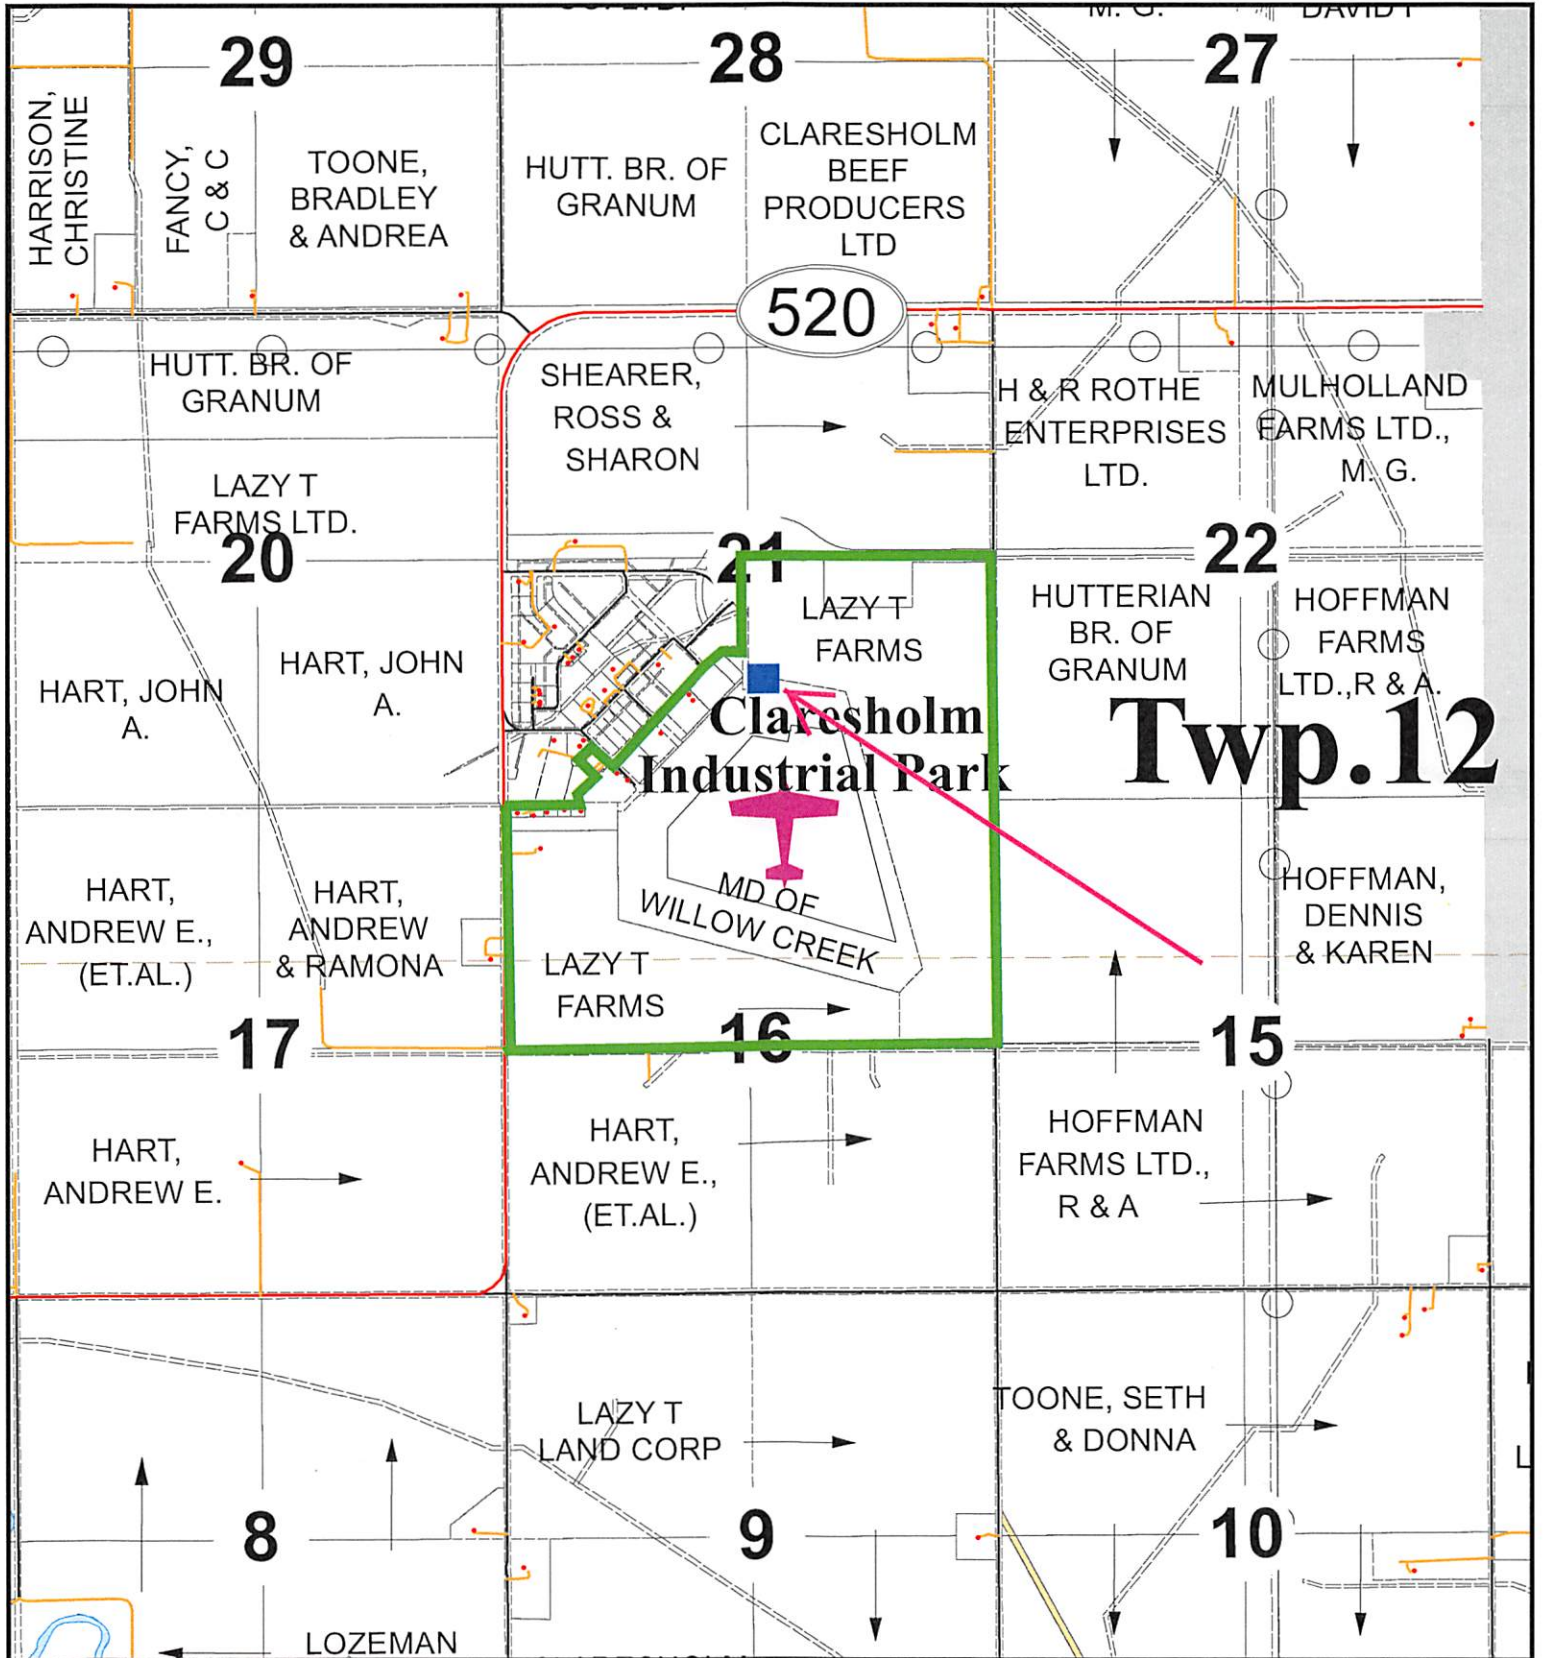 M. G.
29
28
27
HARRISON,
CHRISTINE
FANCY,
C & C
TOONE,
BRADLEY
& ANDREA
HUTT. BR. OF
GRANUM
CLARESHOLM
BEEF
PRODUCERS
LTD
520
HUTT. BR. OF
GRANUM
SHEARER,
ROSS &
SHARON
H & R ROTHE
ENTERPRISES
LTD.
MULHOLLAND
FARMS LTD.,
M. G.
LAZY T
FARMS LTD.
20
21
22
HART, JOHN
A.
HART, JOHN
A.
LAZY T
FARMS
HUTTERIAN
BR. OF
GRANUM
HOFFMAN
FARMS
LTD.,R & A.
Claresholm
Industrial Park
Twp.12
HART,
ANDREW E.,
(ET.AL.)
HART,
ANDREW
& RAMONA
MD OF
WILLOW CREEK
LAZY T
FARMS
HOFFMAN,
DENNIS
& KAREN
17
16
15
HART,
ANDREW E.
HART,
ANDREW E.,
(ET.AL.)
HOFFMAN
FARMS LTD.,
R & A
LAZY T
LAND CORP
TOONE, SETH
& DONNA
L
8
9
10
LOZEMAN